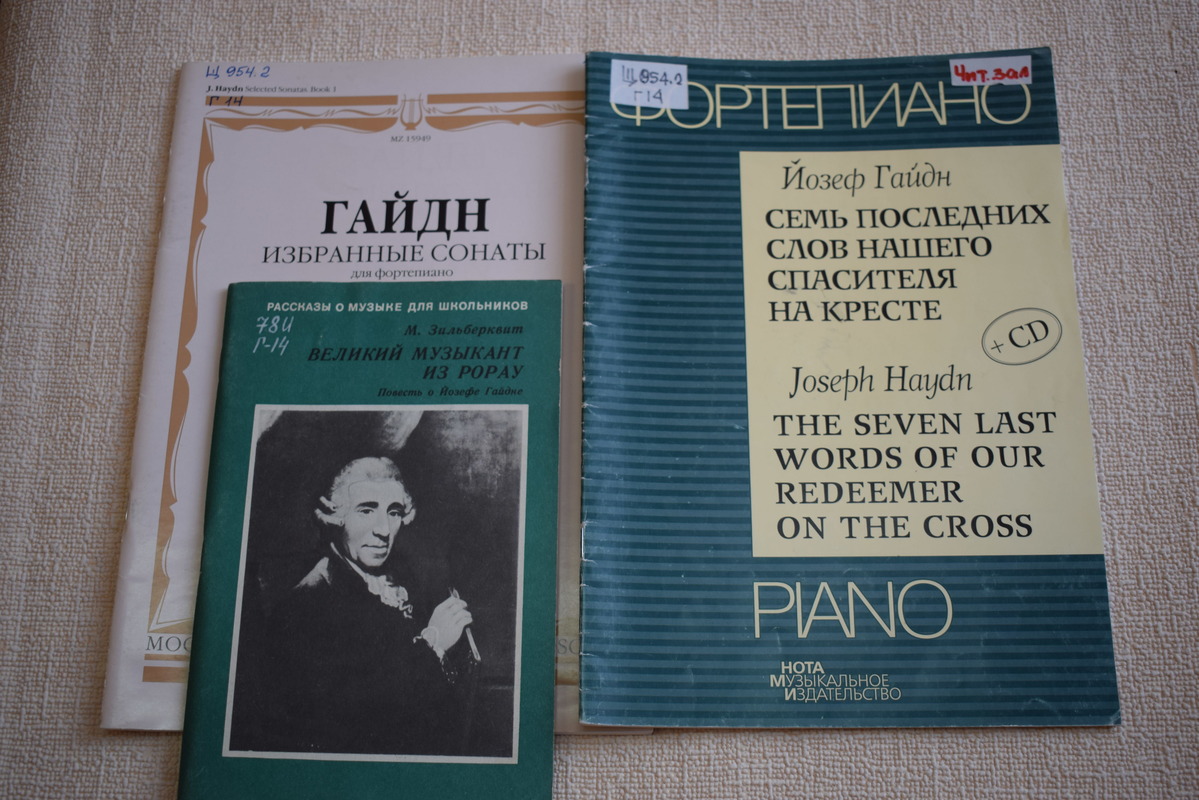 Щ 954.2
J. Haydn Selected Sonatas. Book 1
Г 14
MZ 15949
ГАЙДН
ИЗБРАННЫЕ СОНАТЫ
для фортепиано
РАССКАЗЫ О МУЗЫКЕ ДЛЯ ШКОЛЬНИКОВ
78И
Г-14
М. Зильберквит
ВЕЛИКИЙ МУЗЫКАНТ
ИЗ РОРАУ
Повесть о Йозефе Гайдне
Щ 954.2
Г14
Чит. зал
ФОРТЕПИАНО
Йозеф Гайдн
СЕМЬ ПОСЛЕДНИХ
СЛОВ НАШЕГО
СПАСИТЕЛЯ
НА КРЕСТЕ
+ CD
Joseph Haydn
THE SEVEN LAST
WORDS OF OUR
REDEEMER
ON THE CROSS
PIANO
НОТА
МУЗЫКАЛЬНОЕ
ИЗДАТЕЛЬСТВО